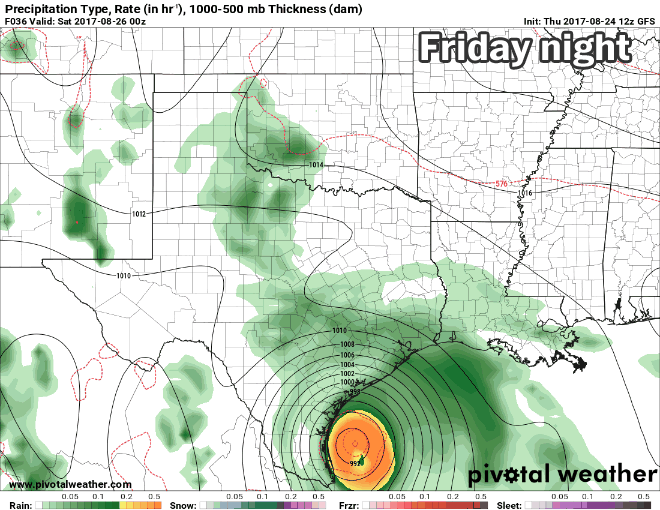 Precipitation Type, Rate (in hr⁻¹), 1000-500 mb Thickness (dam)
F036 Valid: Sat 2017-08-26 00z Init: Thu 2017-08-24 12z GFS
Friday night
1014
576
1016
1012
1010
1010
1008
1006
1004
1002
1000
998
992
www.pivotalweather.com
pivotal weather
0.05 0.1 0.2 0.5 0.05 0.1 0.2 0.5 0.05 0.1 0.2 0.5 0.05 0.1 0.2 0.5
Rain: Snow: Frzr: Sleet: